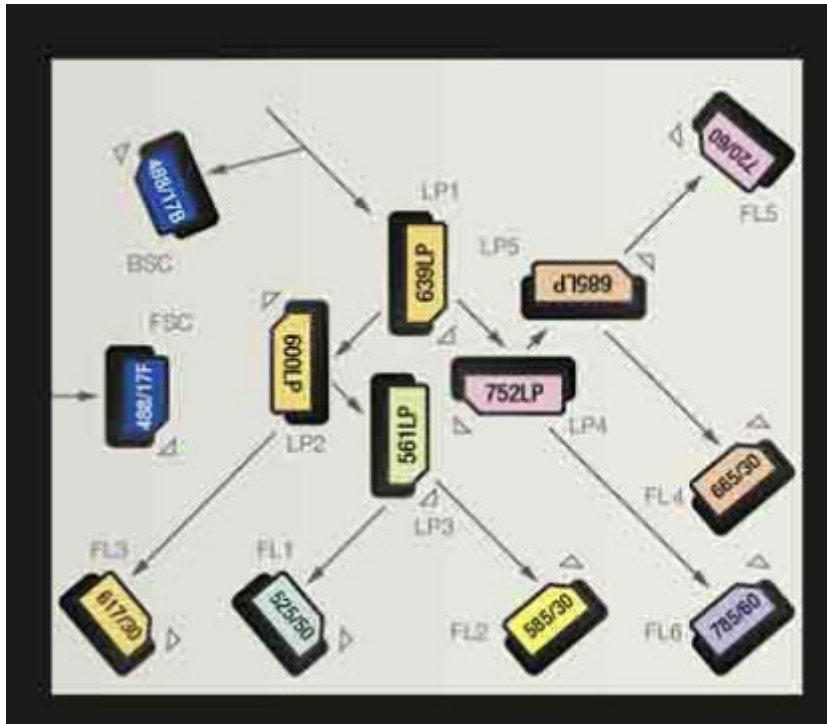 720/60
LP1
488/17B
FL5
LP5
BSC
639LP
685LP
FSC
600LP
488/17F
752LP
LP4
561LP
LP2
665/30
FL4
LP3
FL3
FL1
617/30
525/50
585/30
785/60
FL2
FL6